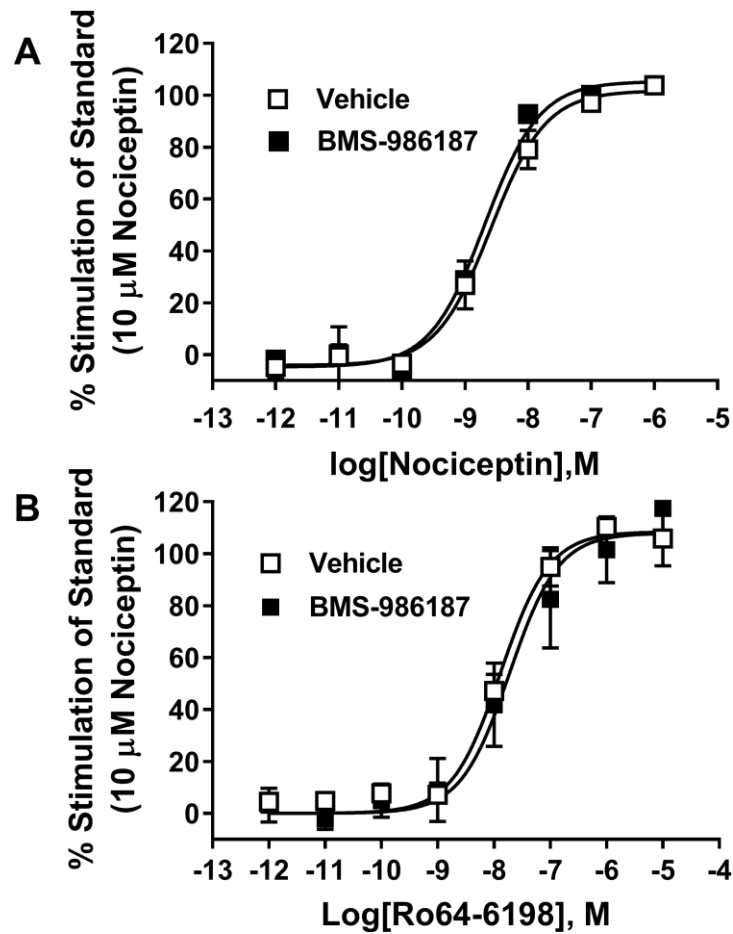 A
% Stimulation of Standard
(10 μM Nociceptin)
120
100
80
60
40
20
0
Vehicle
BMS-986187
-13 -12 -11 -10 -9 -8 -7 -6 -5
log[Nociceptin],M
B
% Stimulation of Standard
(10 μM Nociceptin)
120
100
80
60
40
20
0
Vehicle
BMS-986187
-13 -12 -11 -10 -9 -8 -7 -6 -5 -4
Log[Ro64-6198], M